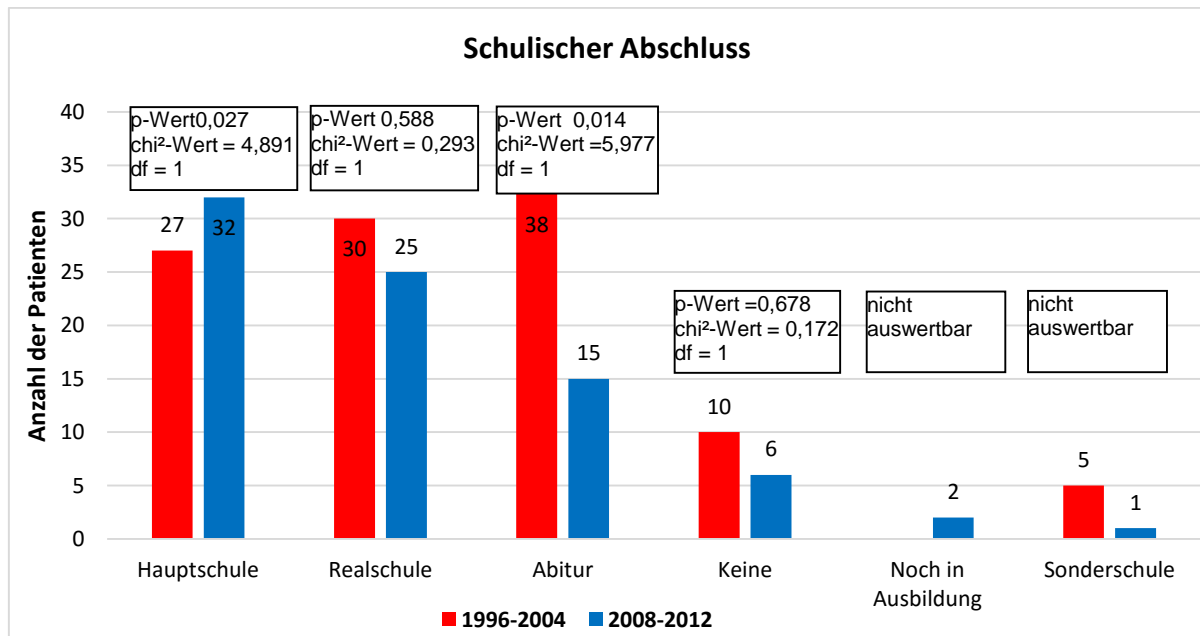 Schulischer Abschluss
Anzahl der Patienten
40
35
30
25
20
15
10
5
0
p-Wert0,027
chi²-Wert = 4,891
df = 1
p-Wert 0,588
chi²-Wert = 0,293
df = 1
p-Wert 0,014
chi²-Wert =5,977
df = 1
p-Wert =0,678
chi²-Wert = 0,172
df = 1
nicht
auswertbar
nicht
auswertbar
27
32
30
25
38
15
10
6
2
5
1
Hauptschule
Realschule
Abitur
Keine
Noch in
Ausbildung
Sonderschule
1996-2004
2008-2012